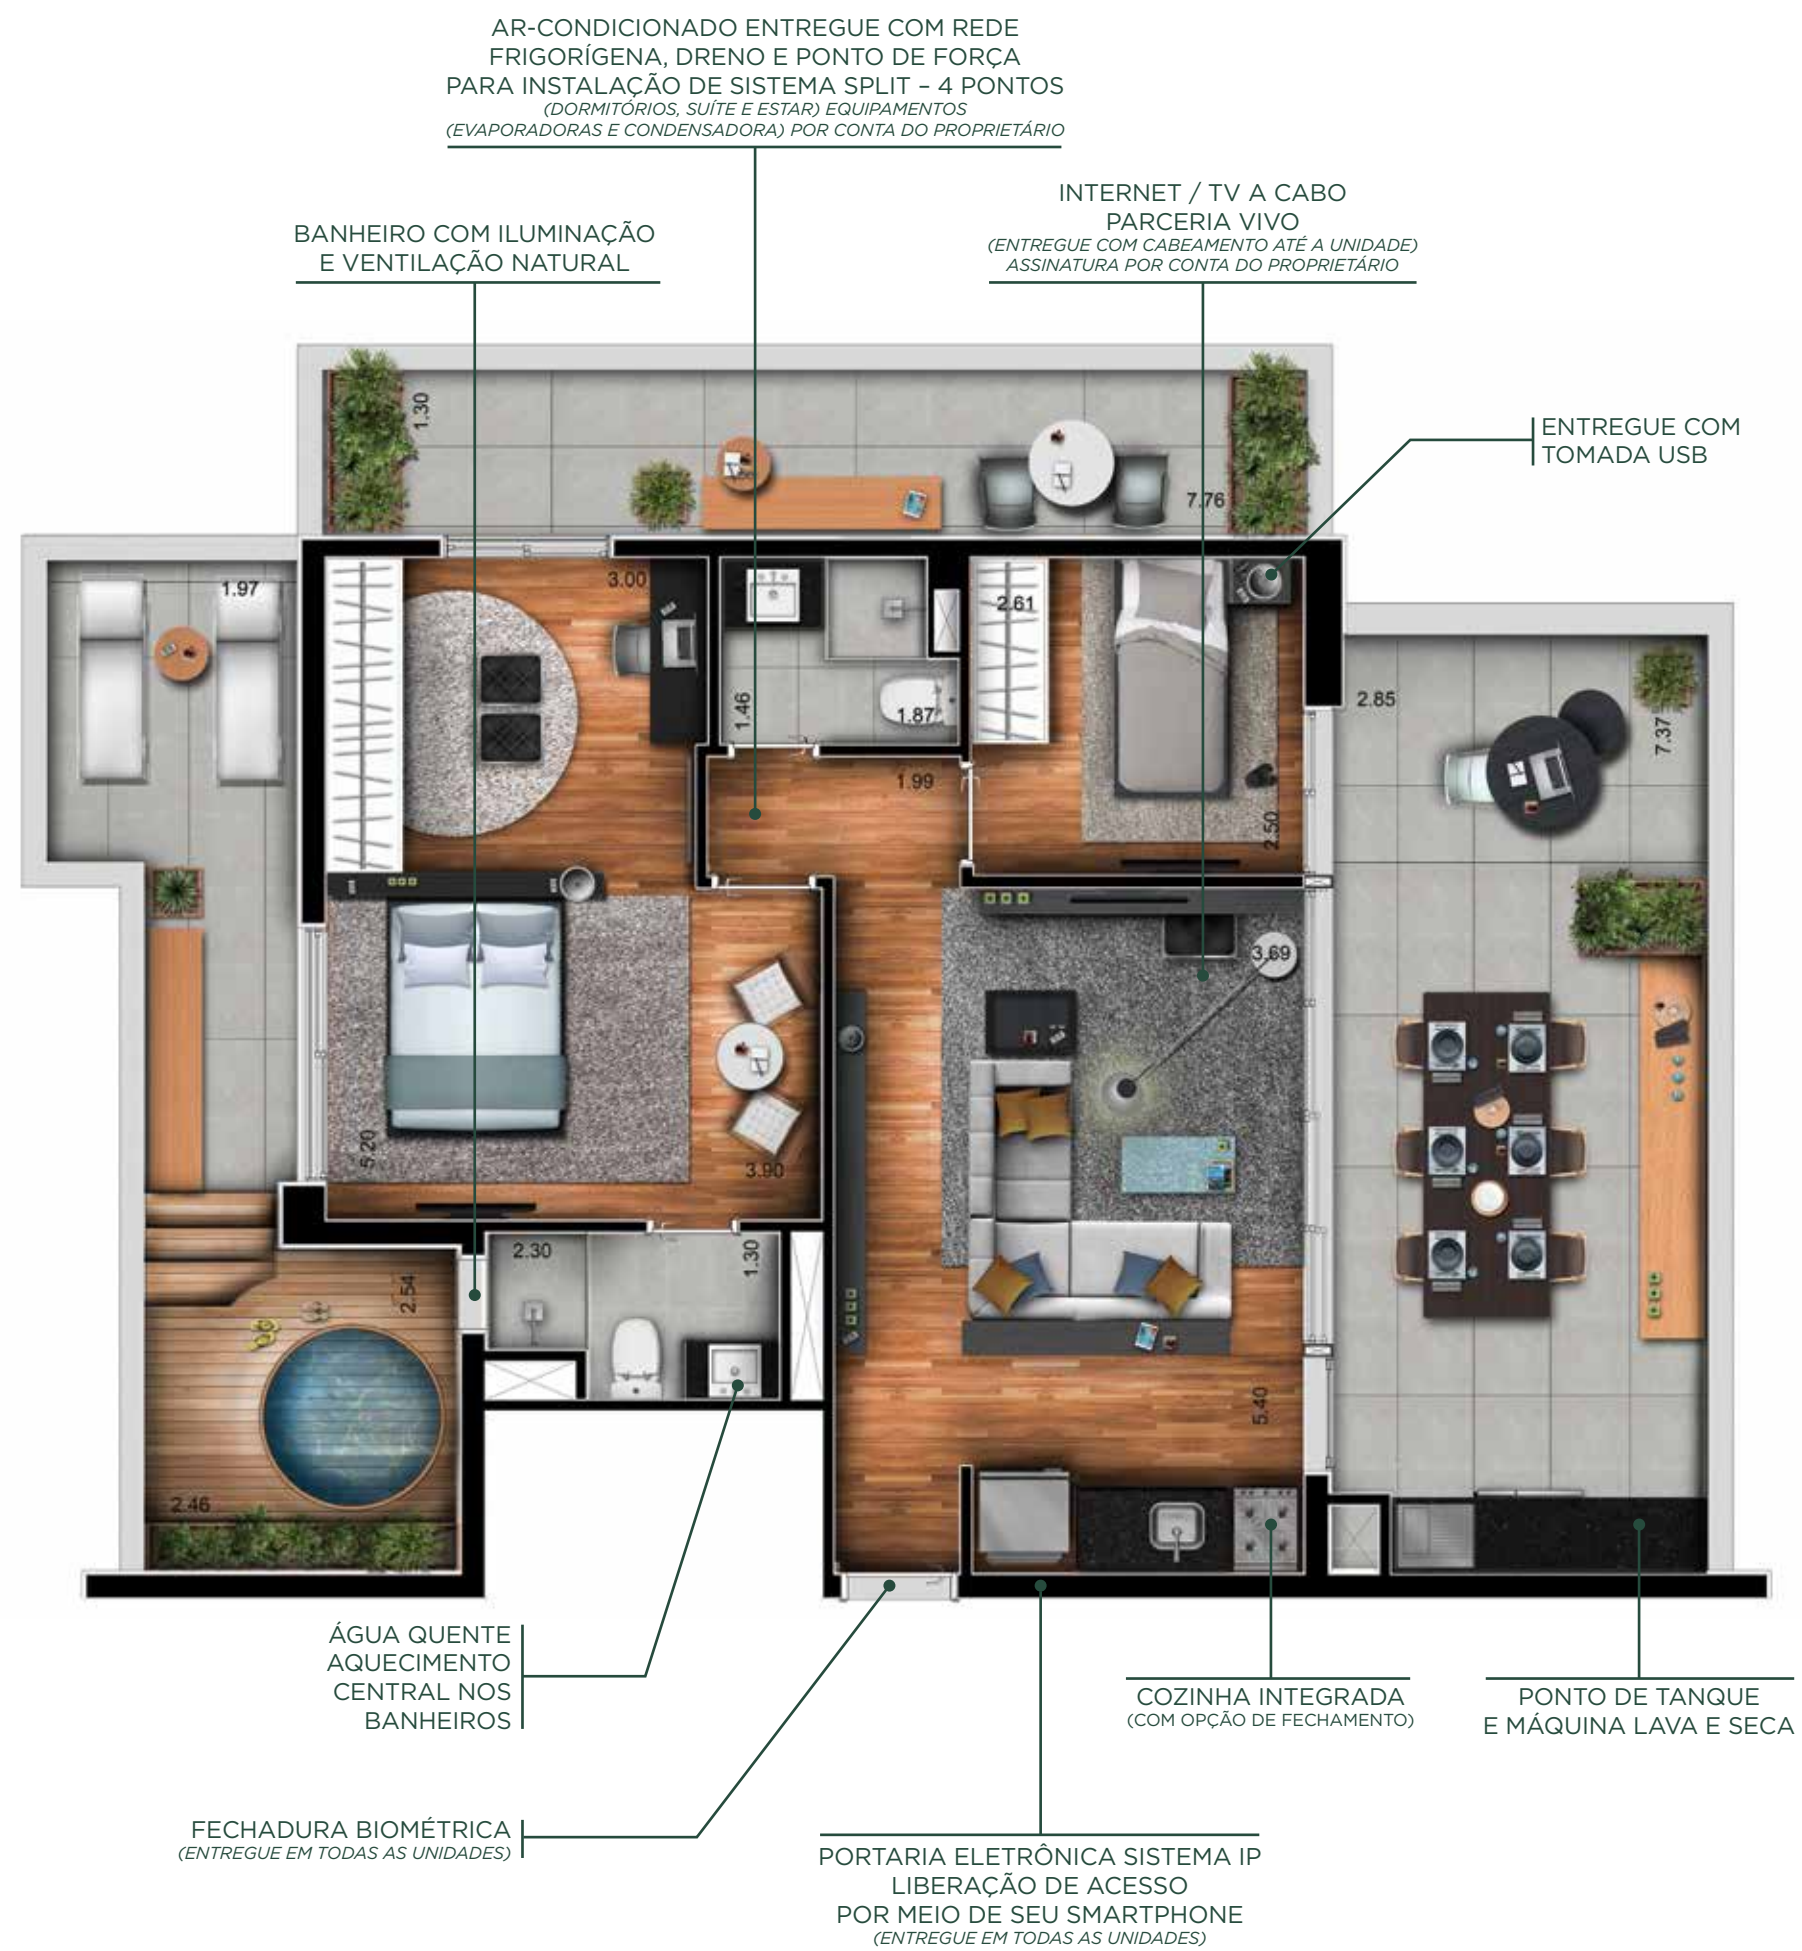 AR-CONDICIONADO ENTREGUE COM REDE
FRIGORÍGENA, DRENO E PONTO DE FORÇA
PARA INSTALAÇÃO DE SISTEMA SPLIT – 4 PONTOS
(DORMITÓRIOS, SUÍTE E ESTAR) EQUIPAMENTOS
(EVAPORADORAS E CONDENSADORA) POR CONTA DO PROPRIETÁRIO
INTERNET / TV A CABO
PARCERIA VIVO
(ENTREGUE COM CABEAMENTO ATÉ A UNIDADE)
ASSINATURA POR CONTA DO PROPRIETÁRIO
BANHEIRO COM ILUMINAÇÃO
E VENTILAÇÃO NATURAL
ENTREGUE COM
TOMADA USB
1.30
7.76
1.97
3.00
2.61
1.46
1.87
2.85
7.37
1.99
2.50
3.69
5.20
3.90
2.30
1.30
2.54
5.40
2.46
ÁGUA QUENTE
AQUECIMENTO
CENTRAL NOS
BANHEIROS
COZINHA INTEGRADA
(COM OPÇÃO DE FECHAMENTO)
PONTO DE TANQUE
E MÁQUINA LAVA E SECA
FECHADURA BIOMÉTRICA
(ENTREGUE EM TODAS AS UNIDADES)
PORTARIA ELETRÔNICA SISTEMA IP
LIBERAÇÃO DE ACESSO
POR MEIO DE SEU SMARTPHONE
(ENTREGUE EM TODAS AS UNIDADES)